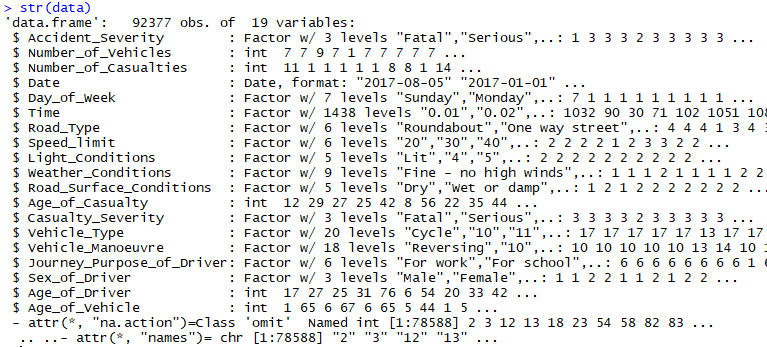 > str(data)
'data.frame':   92377 obs. of  19 variables:
 $ Accident_Severity        : Factor w/ 3 levels "Fatal","Serious",..: 1 3 3 3 2 3 3 3 3 3 ...
 $ Number_of_Vehicles       : int  7 7 9 7 1 7 7 7 7 7 ...
 $ Number_of_Casualties     : int  11 1 1 1 1 1 8 8 1 14 ...
 $ Date                     : Date, format: "2017-08-05" "2017-01-01" ...
 $ Day_of_Week              : Factor w/ 7 levels "Sunday","Monday",..: 7 1 1 1 1 1 1 1 1 1 ...
 $ Time                     : Factor w/ 1438 levels "0.01","0.02",..: 1032 90 30 71 102 1051 108
 $ Road_Type                : Factor w/ 6 levels "Roundabout","One way street",..: 4 4 4 1 3 4 3
 $ Speed_limit              : Factor w/ 6 levels "20","30","40",..: 2 2 2 2 1 2 3 3 2 2 ...
 $ Light_Conditions         : Factor w/ 5 levels "Lit","4","5",..: 2 2 2 2 2 2 2 2 2 2 ...
 $ Weather_Conditions       : Factor w/ 9 levels "Fine - no high winds",..: 1 1 1 2 1 1 1 1 2 2
 $ Road_Surface_Conditions  : Factor w/ 5 levels "Dry","Wet or damp",..: 1 2 1 2 2 2 2 2 2 2 ...
 $ Age_of_Casualty          : int  12 29 27 25 42 8 56 22 35 44 ...
 $ Casualty_Severity        : Factor w/ 3 levels "Fatal","Serious",..: 3 3 3 3 2 3 3 3 3 3 ...
 $ Vehicle_Type             : Factor w/ 20 levels "Cycle","10","11",..: 17 17 17 17 17 13 17 17
 $ Vehicle_Manoeuvre        : Factor w/ 18 levels "Reversing","10",..: 10 10 10 10 10 13 14 10 1
 $ Journey_Purpose_of_Driver: Factor w/ 6 levels "For work","For school",..: 6 6 6 6 6 6 6 6 1 6
 $ Sex_of_Driver            : Factor w/ 3 levels "Male","Female",..: 1 1 2 2 1 1 2 1 2 2 ...
 $ Age_of_Driver            : int  17 27 25 31 76 6 54 20 33 42 ...
 $ Age_of_Vehicle           : int  1 65 6 67 6 65 5 44 1 5 ...
 - attr(*, "na.action")=Class 'omit'  Named int [1:78588] 2 3 12 13 18 23 54 58 82 83 ...
  .. ..- attr(*, "names")= chr [1:78588] "2" "3" "12" "13" ...